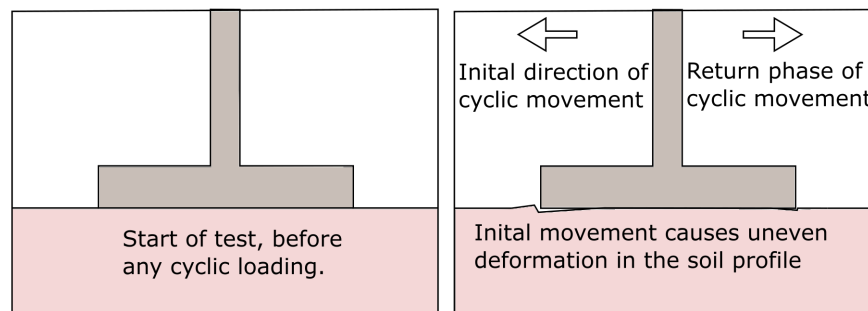 Start of test, before
any cyclic loading.
Inital direction of
cyclic movement
Return phase of
cyclic movement
Inital movement causes uneven
deformation in the soil profile